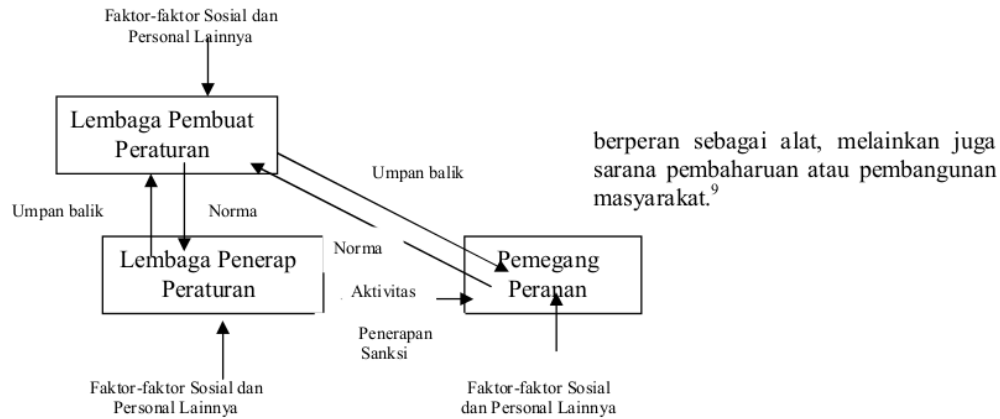 Faktor-faktor Sosial dan
Personal Lainnya
Lembaga Pembuat
Peraturan
Umpan balik
Umpan balik
Norma
Norma
Lembaga Penerap
Peraturan
Aktivitas
Penerapan
Sanksi
Pemegang
Peranan
Faktor-faktor Sosial dan
Personal Lainnya
Faktor-faktor Sosial
dan Personal Lainnya
berperan sebagai alat, melainkan juga
sarana pembaharuan atau pembangunan
masyarakat.9